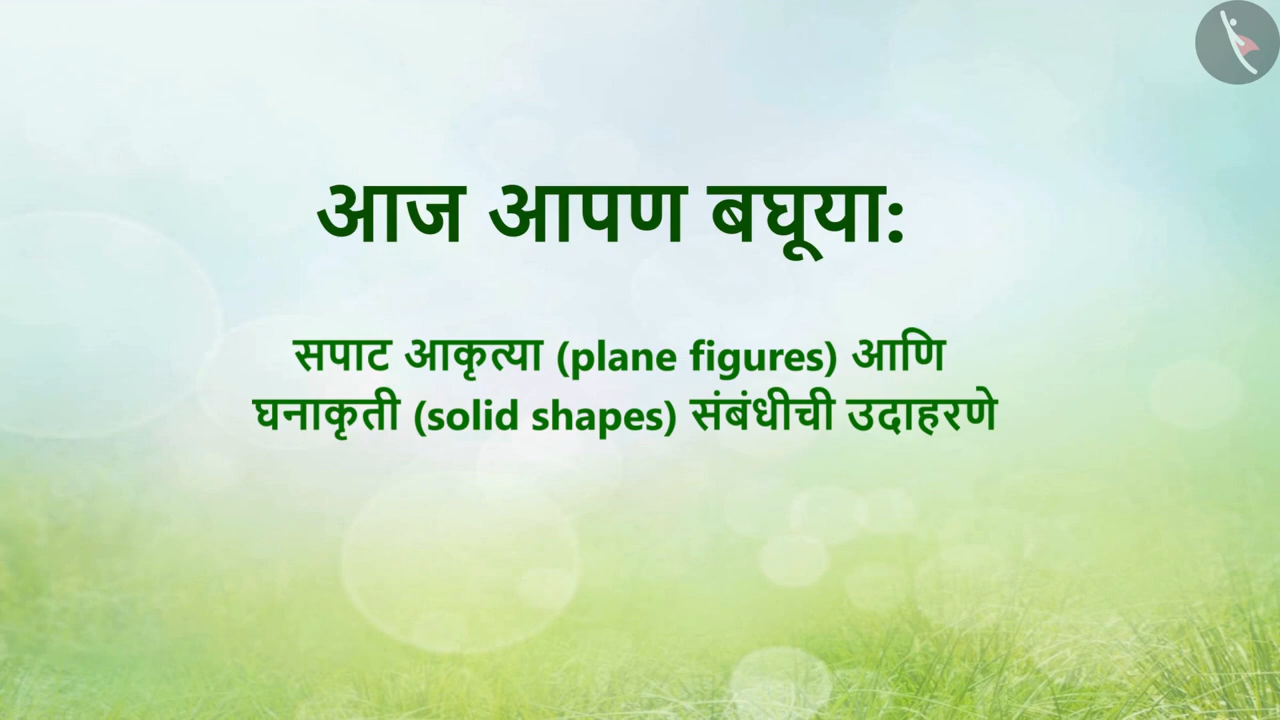 आज आपण बघूया:
सपाट आकृत्या (plane figures) आणि
घनाकृती (solid shapes) संबंधीची उदाहरणे